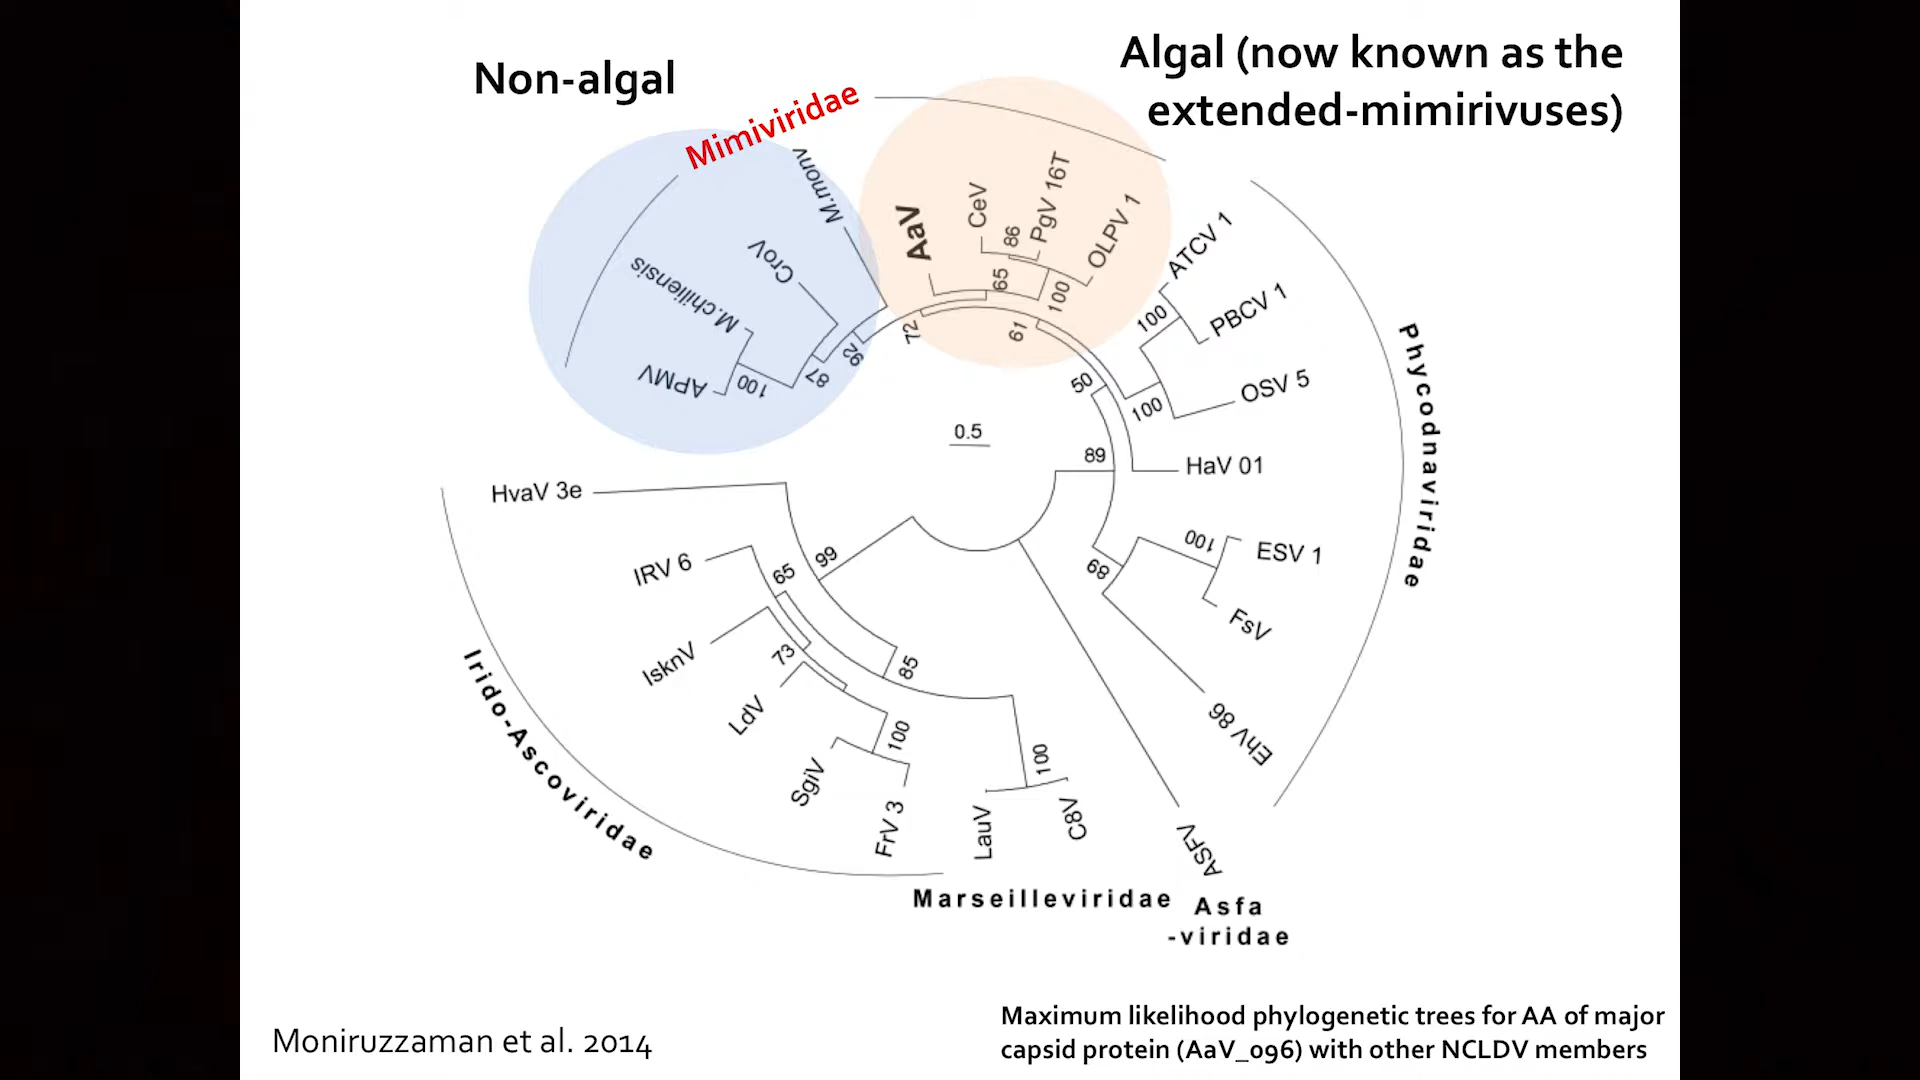 Non-algal
Algal (now known as the
extended-mimirivuses)
Mimiviridae
M.monv
CroV
M.chiliensis
APMV
AaV
CeV
PgV 16T
OLPV 1
ATCV 1
PBCV 1
OSV 5
HaV 01
ESV 1
FsV
EhV 86
Phycodnaviridae
86
65
100
72
61
92
87
100
100
100
50
89
100
89
0.5
HvaV 3e
IRV 6
IsknV
LdV
SgiV
FrV 3
LauV
C8V
ASFV
99
65
73
85
100
100
Irido-Ascoviridae
Marseilleviridae
Asfa
-viridae
Moniruzzaman et al. 2014
Maximum likelihood phylogenetic trees for AA of major
capsid protein (AaV_096) with other NCLDV members